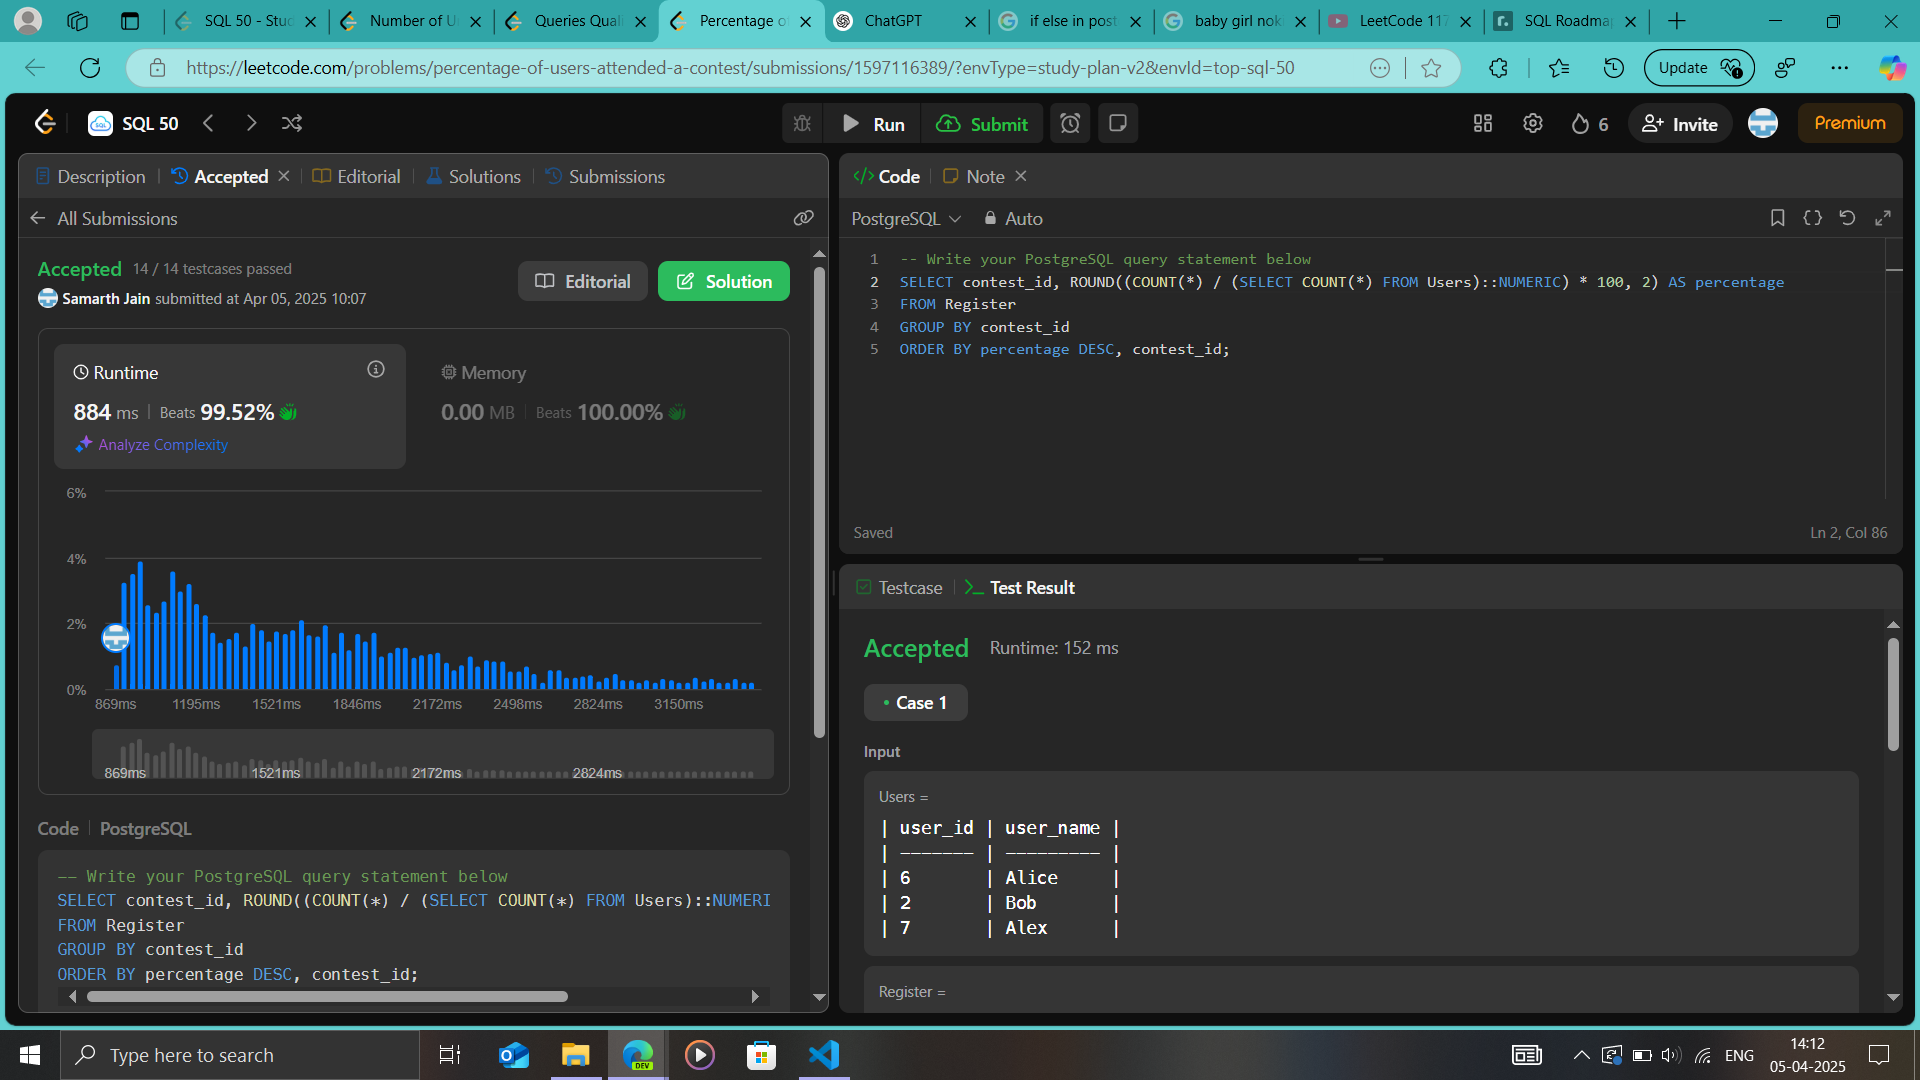 SQL 50 - Stud
Number of U
Queries Quali
Percentage of
ChatGPT
if else in post
baby girl nok
LeetCode 117
SQL Roadmap
https://leetcode.com/problems/percentage-of-users-attended-a-contest/submissions/1597116389/?envType=study-plan-v2&envId=top-sql-50
Update
SQL 50
Run
Submit
6
Invite
Premium
Description
Accepted
Editorial
Solutions
Submissions
All Submissions
Accepted 14 / 14 testcases passed
Samarth Jain submitted at Apr 05, 2025 10:07
Editorial
Solution
Runtime
884 ms | Beats 99.52%
Analyze Complexity
Memory
0.00 MB | Beats 100.00%
6%
4%
2%
0%
869ms 1195ms 1521ms 1846ms 2172ms 2498ms 2824ms 3150ms
869ms 1521ms 2172ms 2824ms
Code | PostgreSQL
-- Write your PostgreSQL query statement below
SELECT contest_id, ROUND((COUNT(*) / (SELECT COUNT(*) FROM Users)::NUMERI
FROM Register
GROUP BY contest_id
ORDER BY percentage DESC, contest_id;
</> Code
Note
PostgreSQL
Auto
1 -- Write your PostgreSQL query statement below
2 SELECT contest_id, ROUND((COUNT(*) / (SELECT COUNT(*) FROM Users)::NUMERIC) * 100, 2) AS percentage
3 FROM Register
4 GROUP BY contest_id
5 ORDER BY percentage DESC, contest_id;
Saved
Ln 2, Col 86
Testcase
Test Result
Accepted Runtime: 152 ms
• Case 1
Input
Users =
| user_id | user_name |
| ------- | --------- |
| 6 | Alice |
| 2 | Bob |
| 7 | Alex |
Register =
Type here to search
DEV
ENG
14:12
05-04-2025